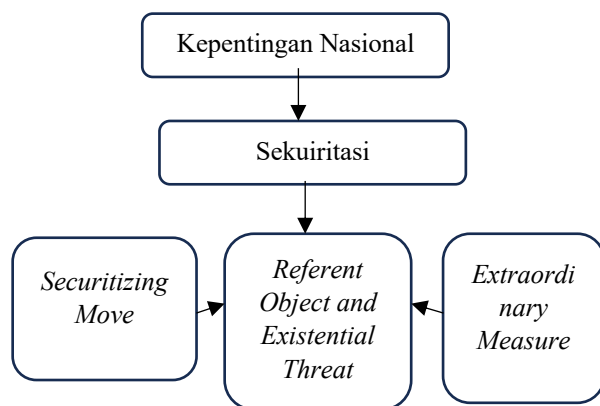 Kepentingan Nasional
Sekuiritasi
Securitizing
Move
Referent
Object and
Existential
Threat
Extraordi
nary
Measure